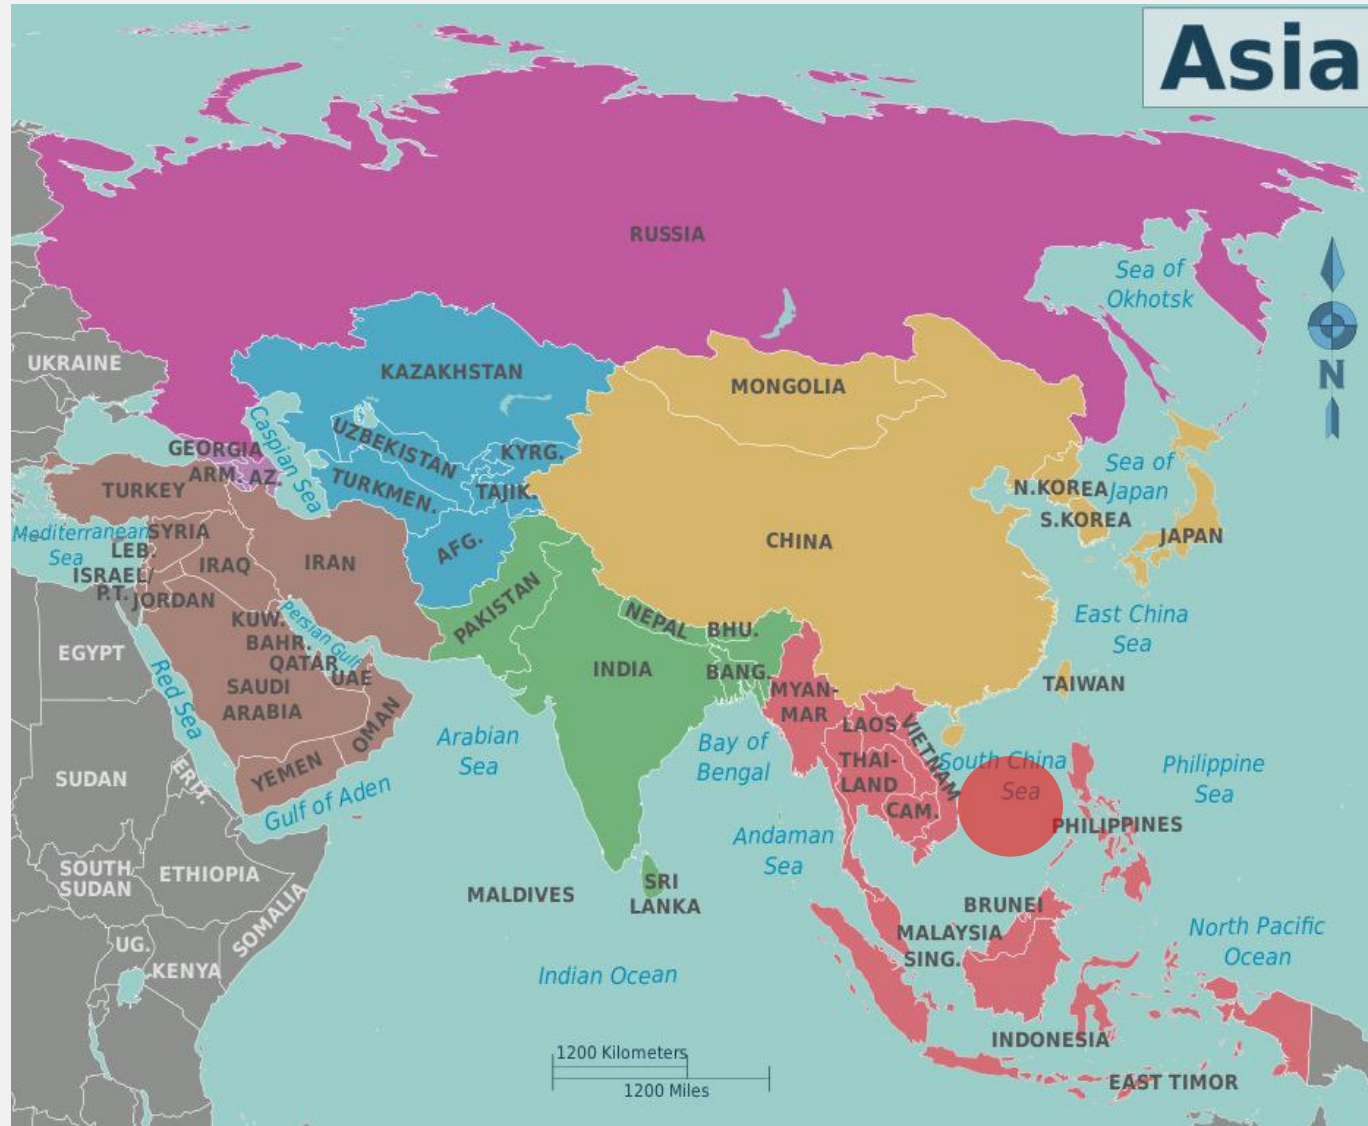 Asia
RUSSIA
Sea of
Okhotsk
UKRAINE
KAZAKHSTAN
MONGOLIA
N
Caspian Sea
GEORGIA
UZBEKISTAN
KYRG.
ARM.
AZ.
TURKEY
TURKMEN.
TAJIK.
Sea of
Japan
N.KOREA
S.KOREA
JAPAN
Mediterranean
Sea
SYRIA
LEB.
ISRAEL/
P.T.
JORDAN
IRAQ
IRAN
AFG.
CHINA
KUW.
BAHR.
QATAR
UAE
Persian Gulf
PAKISTAN
NEPAL
BHU.
East China
Sea
EGYPT
Red Sea
SAUDI
ARABIA
OMAN
INDIA
BANG.
MYAN-
MAR
TAIWAN
LAOS
VIETNAM
Arabian
Sea
Bay of
Bengal
THAI-
LAND
South China
Sea
Philippine
Sea
SUDAN
ERIT.
YEMEN
Gulf of Aden
CAM.
PHILIPPINES
Andaman
Sea
SOUTH
SUDAN
ETHIOPIA
SOMALIA
MALDIVES
SRI
LANKA
BRUNEI
MALAYSIA
SING.
North Pacific
Ocean
UG.
KENYA
Indian Ocean
INDONESIA
1200 Kilometers
1200 Miles
EAST TIMOR